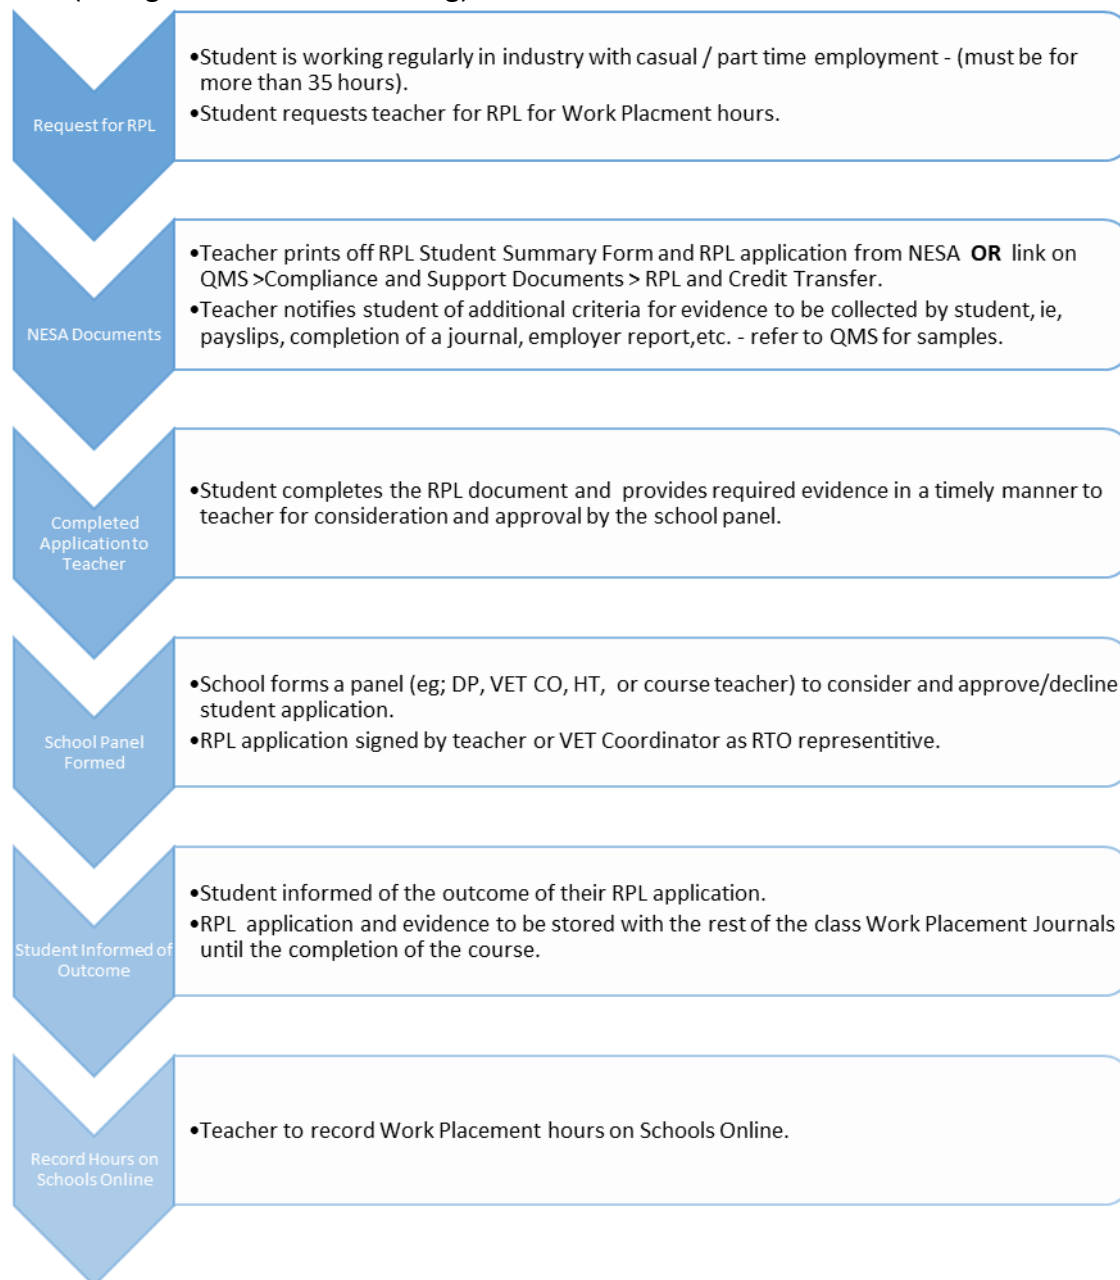 Request for RPL
•Student is working regularly in industry with casual / part time employment - (must be for
more than 35 hours).
•Student requests teacher for RPL for Work Placment hours.
NESA Documents
•Teacher prints off RPL Student Summary Form and RPL application from NESA OR link on
QMS >Compliance and Support Documents > RPL and Credit Transfer.
•Teacher notifies student of additional criteria for evidence to be collected by student, ie,
payslips, completion of a journal, employer report,etc. - refer to QMS for samples.
Completed
Application to
Teacher
•Student completes the RPL document and provides required evidence in a timely manner to
teacher for consideration and approval by the school panel.
School Panel
Formed
•School forms a panel (eg; DP, VET CO, HT, or course teacher) to consider and approve/decline
student application.
•RPL application signed by teacher or VET Coordinator as RTO representitive.
Student Informed of
Outcome
•Student informed of the outcome of their RPL application.
•RPL application and evidence to be stored with the rest of the class Work Placement Journals
until the completion of the course.
Record Hours on
Schools Online
•Teacher to record Work Placement hours on Schools Online.